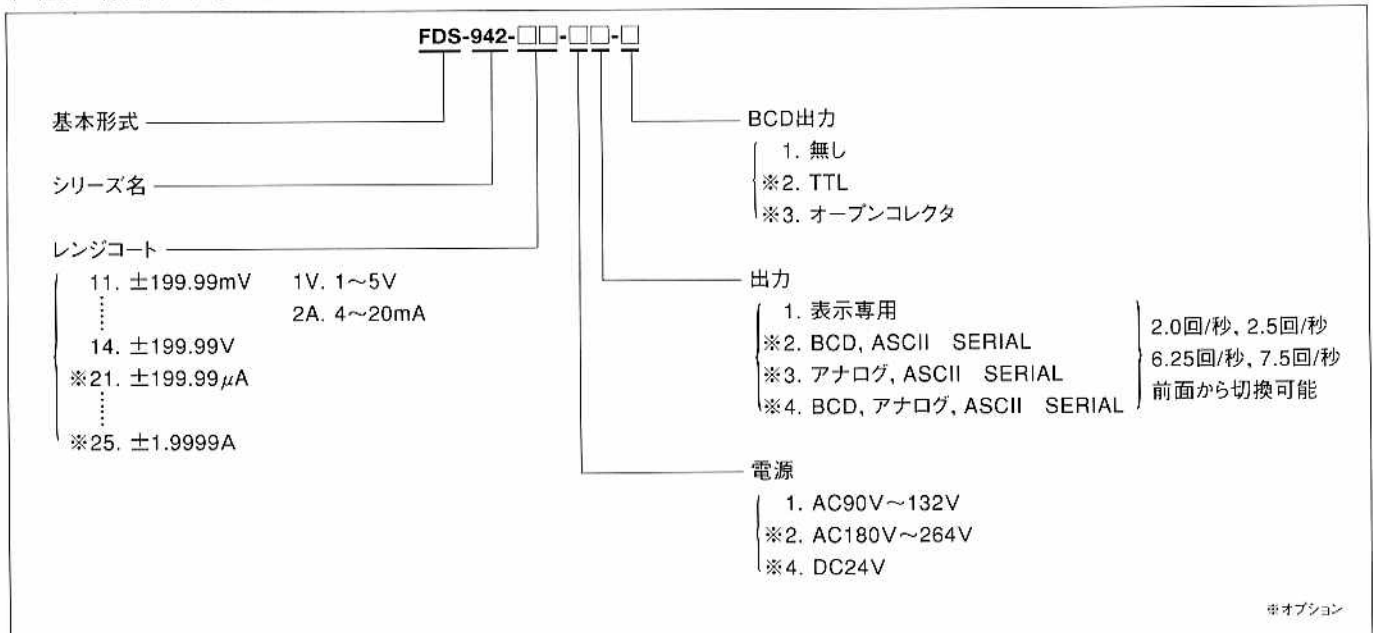 FDS-942-□□-□□-□
基本形式
シリーズ名
レンジコート
11. ±199.99mV 1V. 1～5V
2A. 4～20mA
14. ±199.99V
※21. ±199.99μA
※25. ±1.9999A
BCD出力
1. 無し
※2. TTL
※3. オープンコレクタ
出力
1. 表示専用
※2. BCD, ASCII SERIAL
※3. アナログ, ASCII SERIAL
※4. BCD, アナログ, ASCII SERIAL
2.0回/秒, 2.5回/秒
6.25回/秒, 7.5回/秒
前面から切換可能
電源
1. AC90V～132V
※2. AC180V～264V
※4. DC24V
※オプション